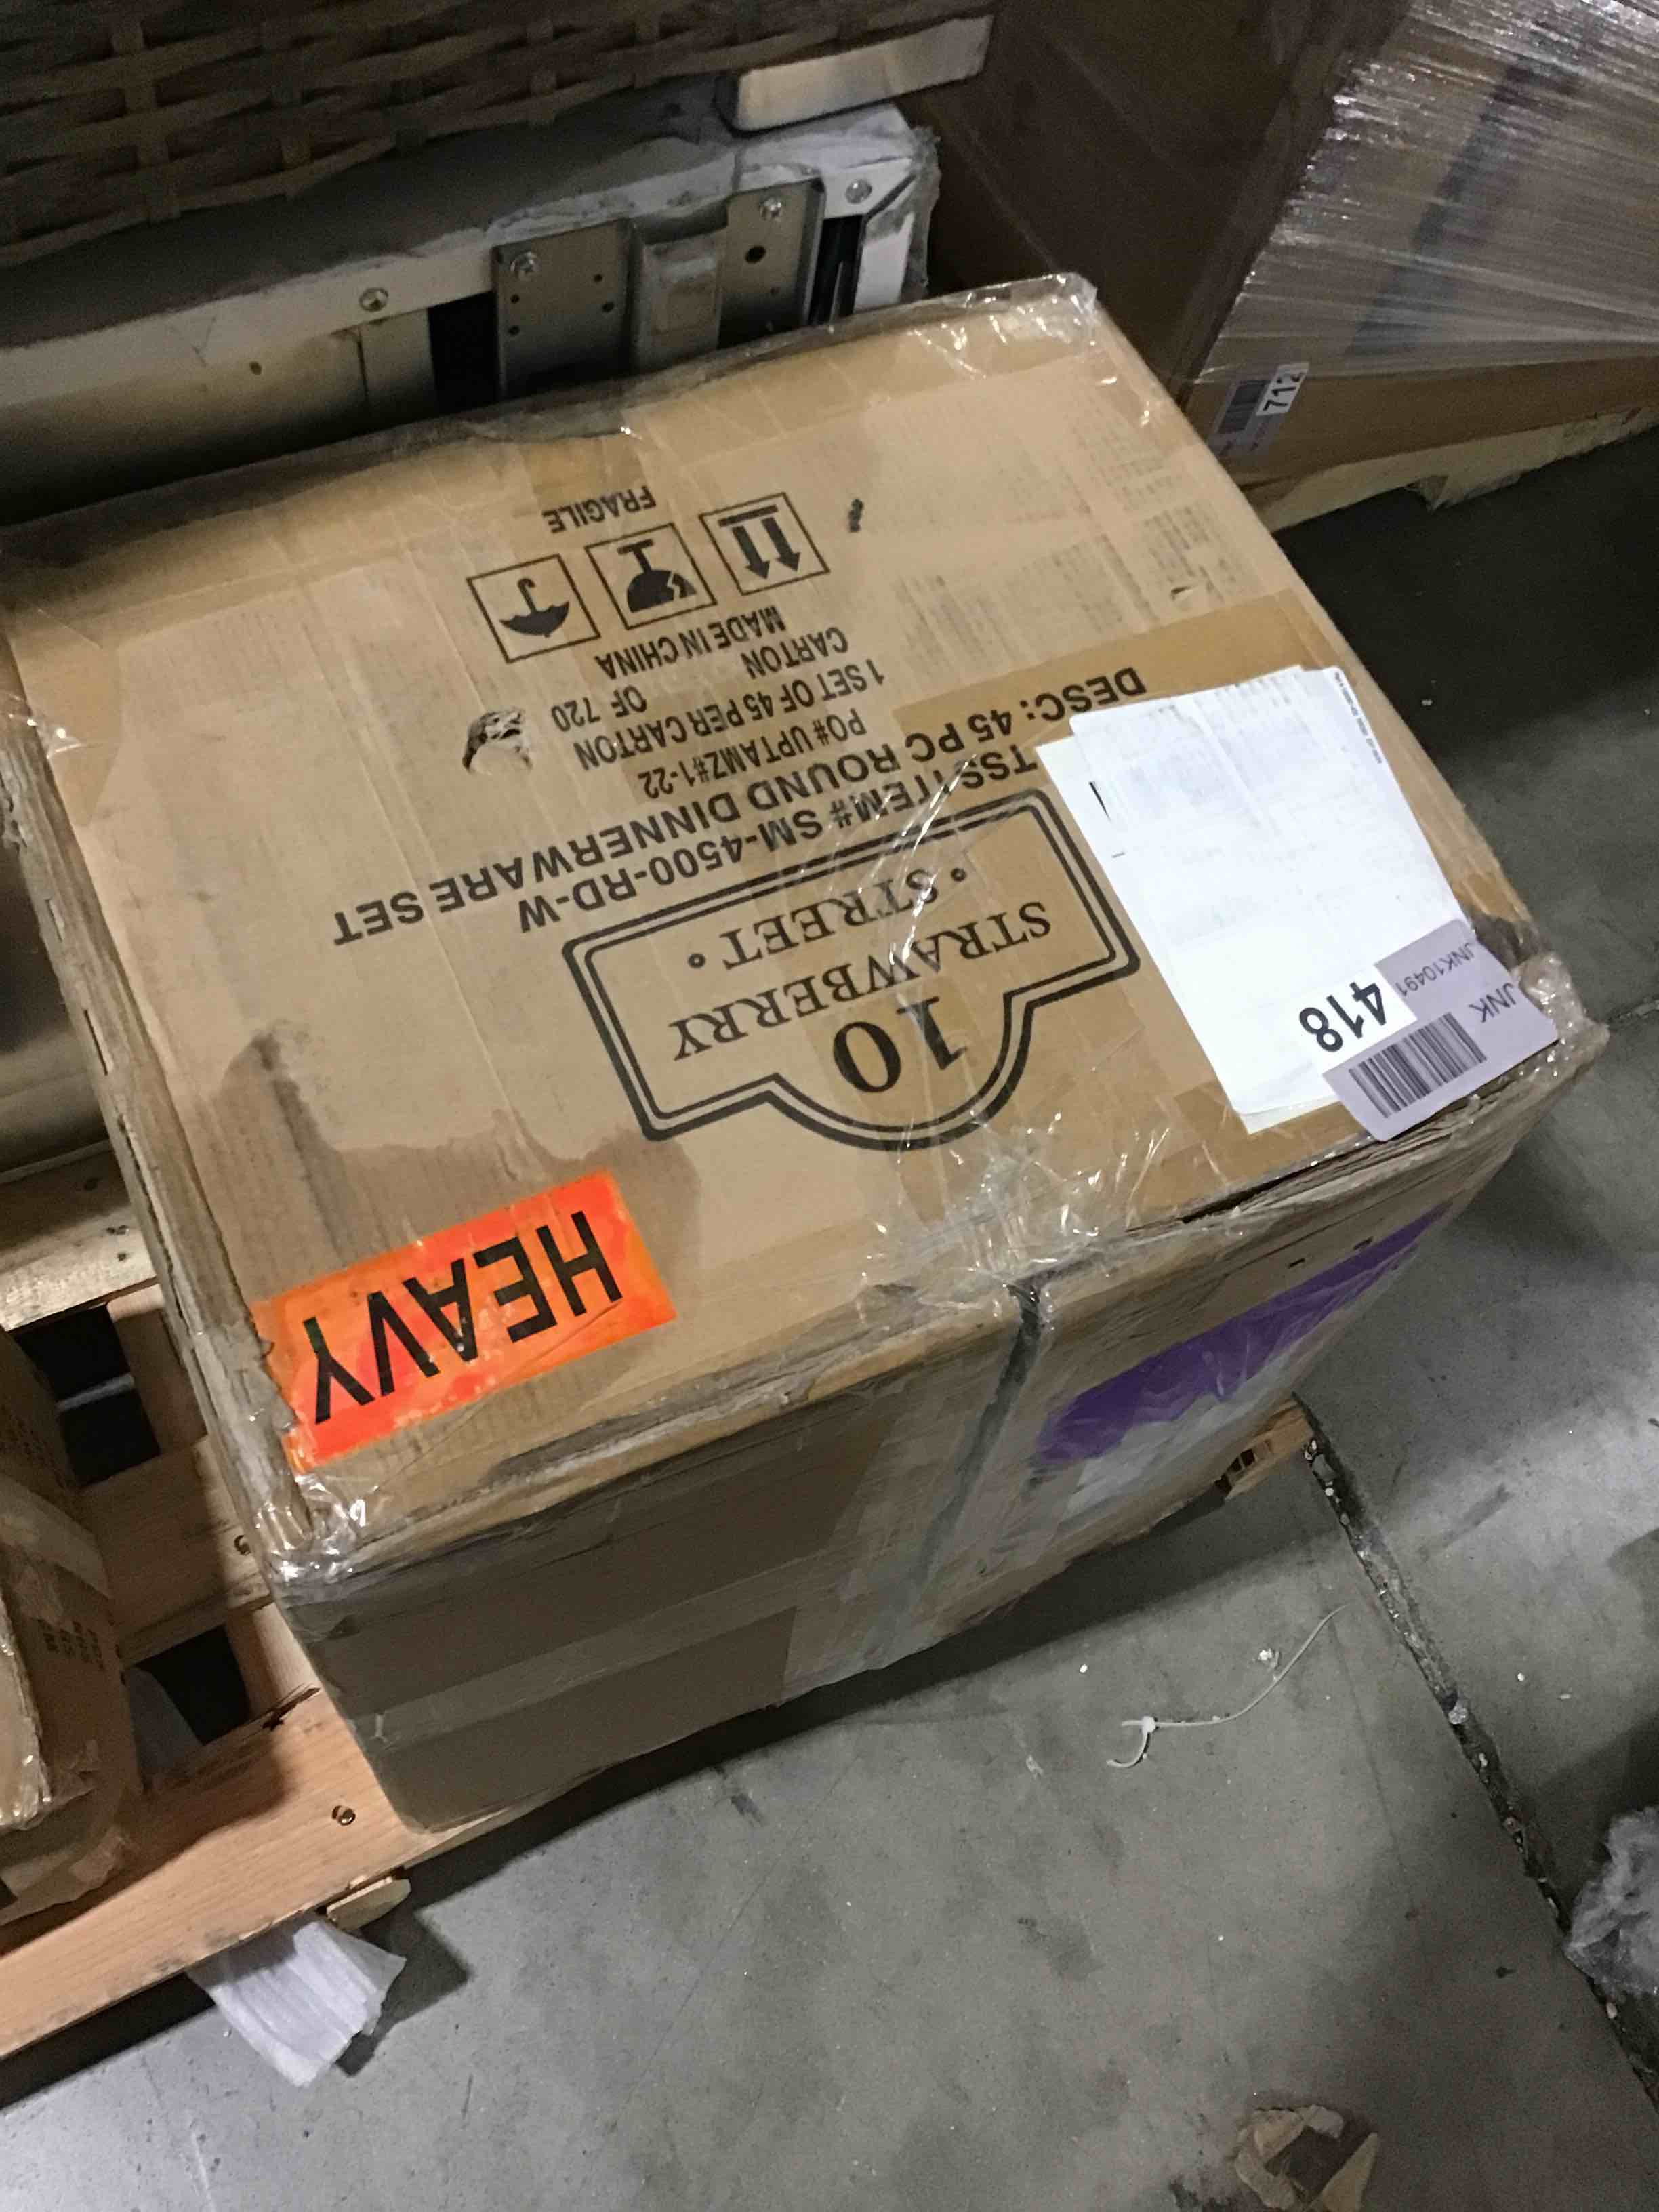 HEAVY
10
STRAWBERRY
• STREET •
TSS ITEM# SM-4500-RD-W
DESC: 45 PC ROUND DINNERWARE SET
PO# UPTAMZ#1-22
1 SET OF 45 PER CARTON
CARTON OF 720
MADE IN CHINA
FRAGILE
418
JNK
JNK10491
712